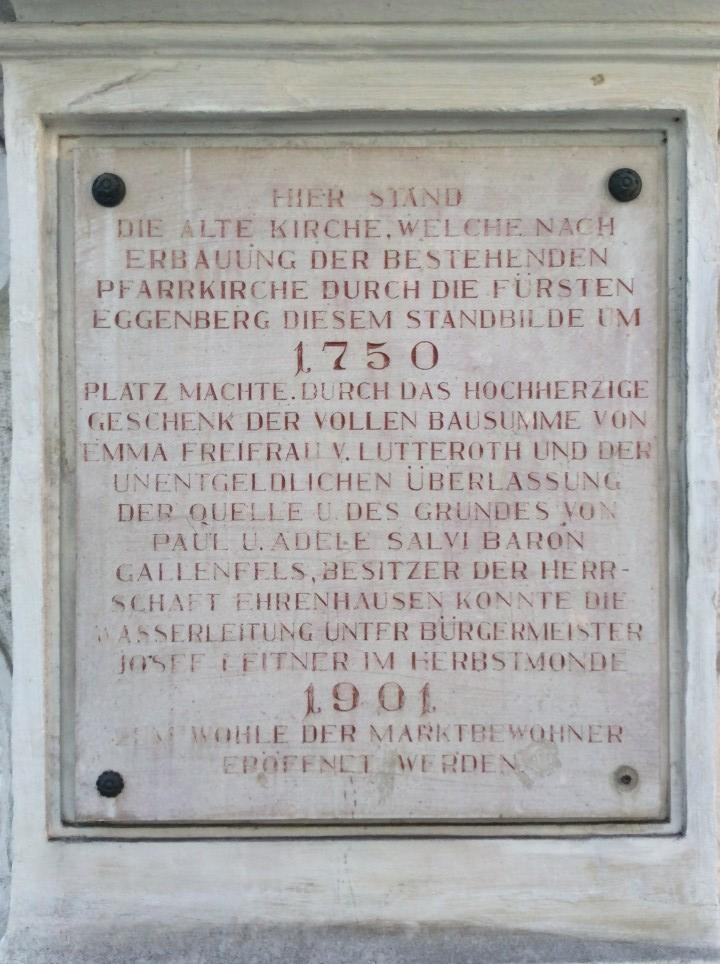 HIER STAND
DIE ALTE KIRCHE, WELCHE NACH
ERBAUUNG DER BESTEHENDEN
PFARRKIRCHE DURCH DIE FÜRSTEN
EGGENBERG DIESEM STANDBILDE UM
1750
PLATZ MACHTE. DURCH DAS HOCHHERZIGE
GESCHENK DER VOLLEN BAUSUMME VON
EMMA FREIFRAU V. LUTTEROTH UND DER
UNENTGELDLICHEN ÜBERLASSUNG
DER QUELLE U. DES GRUNDES VON
PAUL U. ADELE SALVI BARON
GALLENFELS, BESITZER DER HERR-
SCHAFT EHRENHAUSEN KONNTE DIE
WASSERLEITUNG UNTER BÜRGERMEISTER
JOSEF LEITNER IM HERBSTMONDE
1901
ZUM WOHLE DER MARKTBEWOHNER
ERÖFFNET WERDEN.